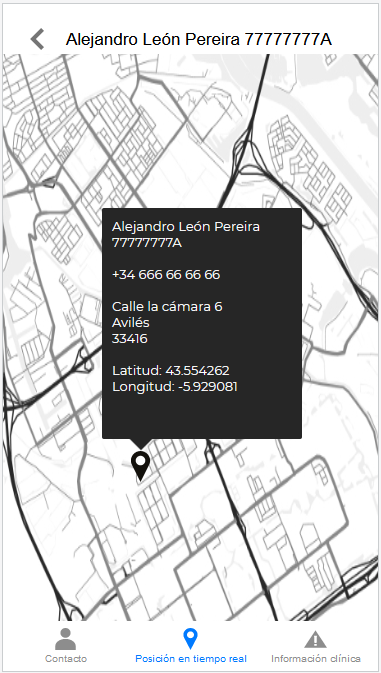 Alejandro León Pereira 77777777A
Alejandro León Pereira
77777777A
+34 666 66 66 66
Calle la cámara 6
Avilés
33416
Latitud: 43.554262
Longitud: -5.929081
Contacto
Posición en tiempo real
Información clínica